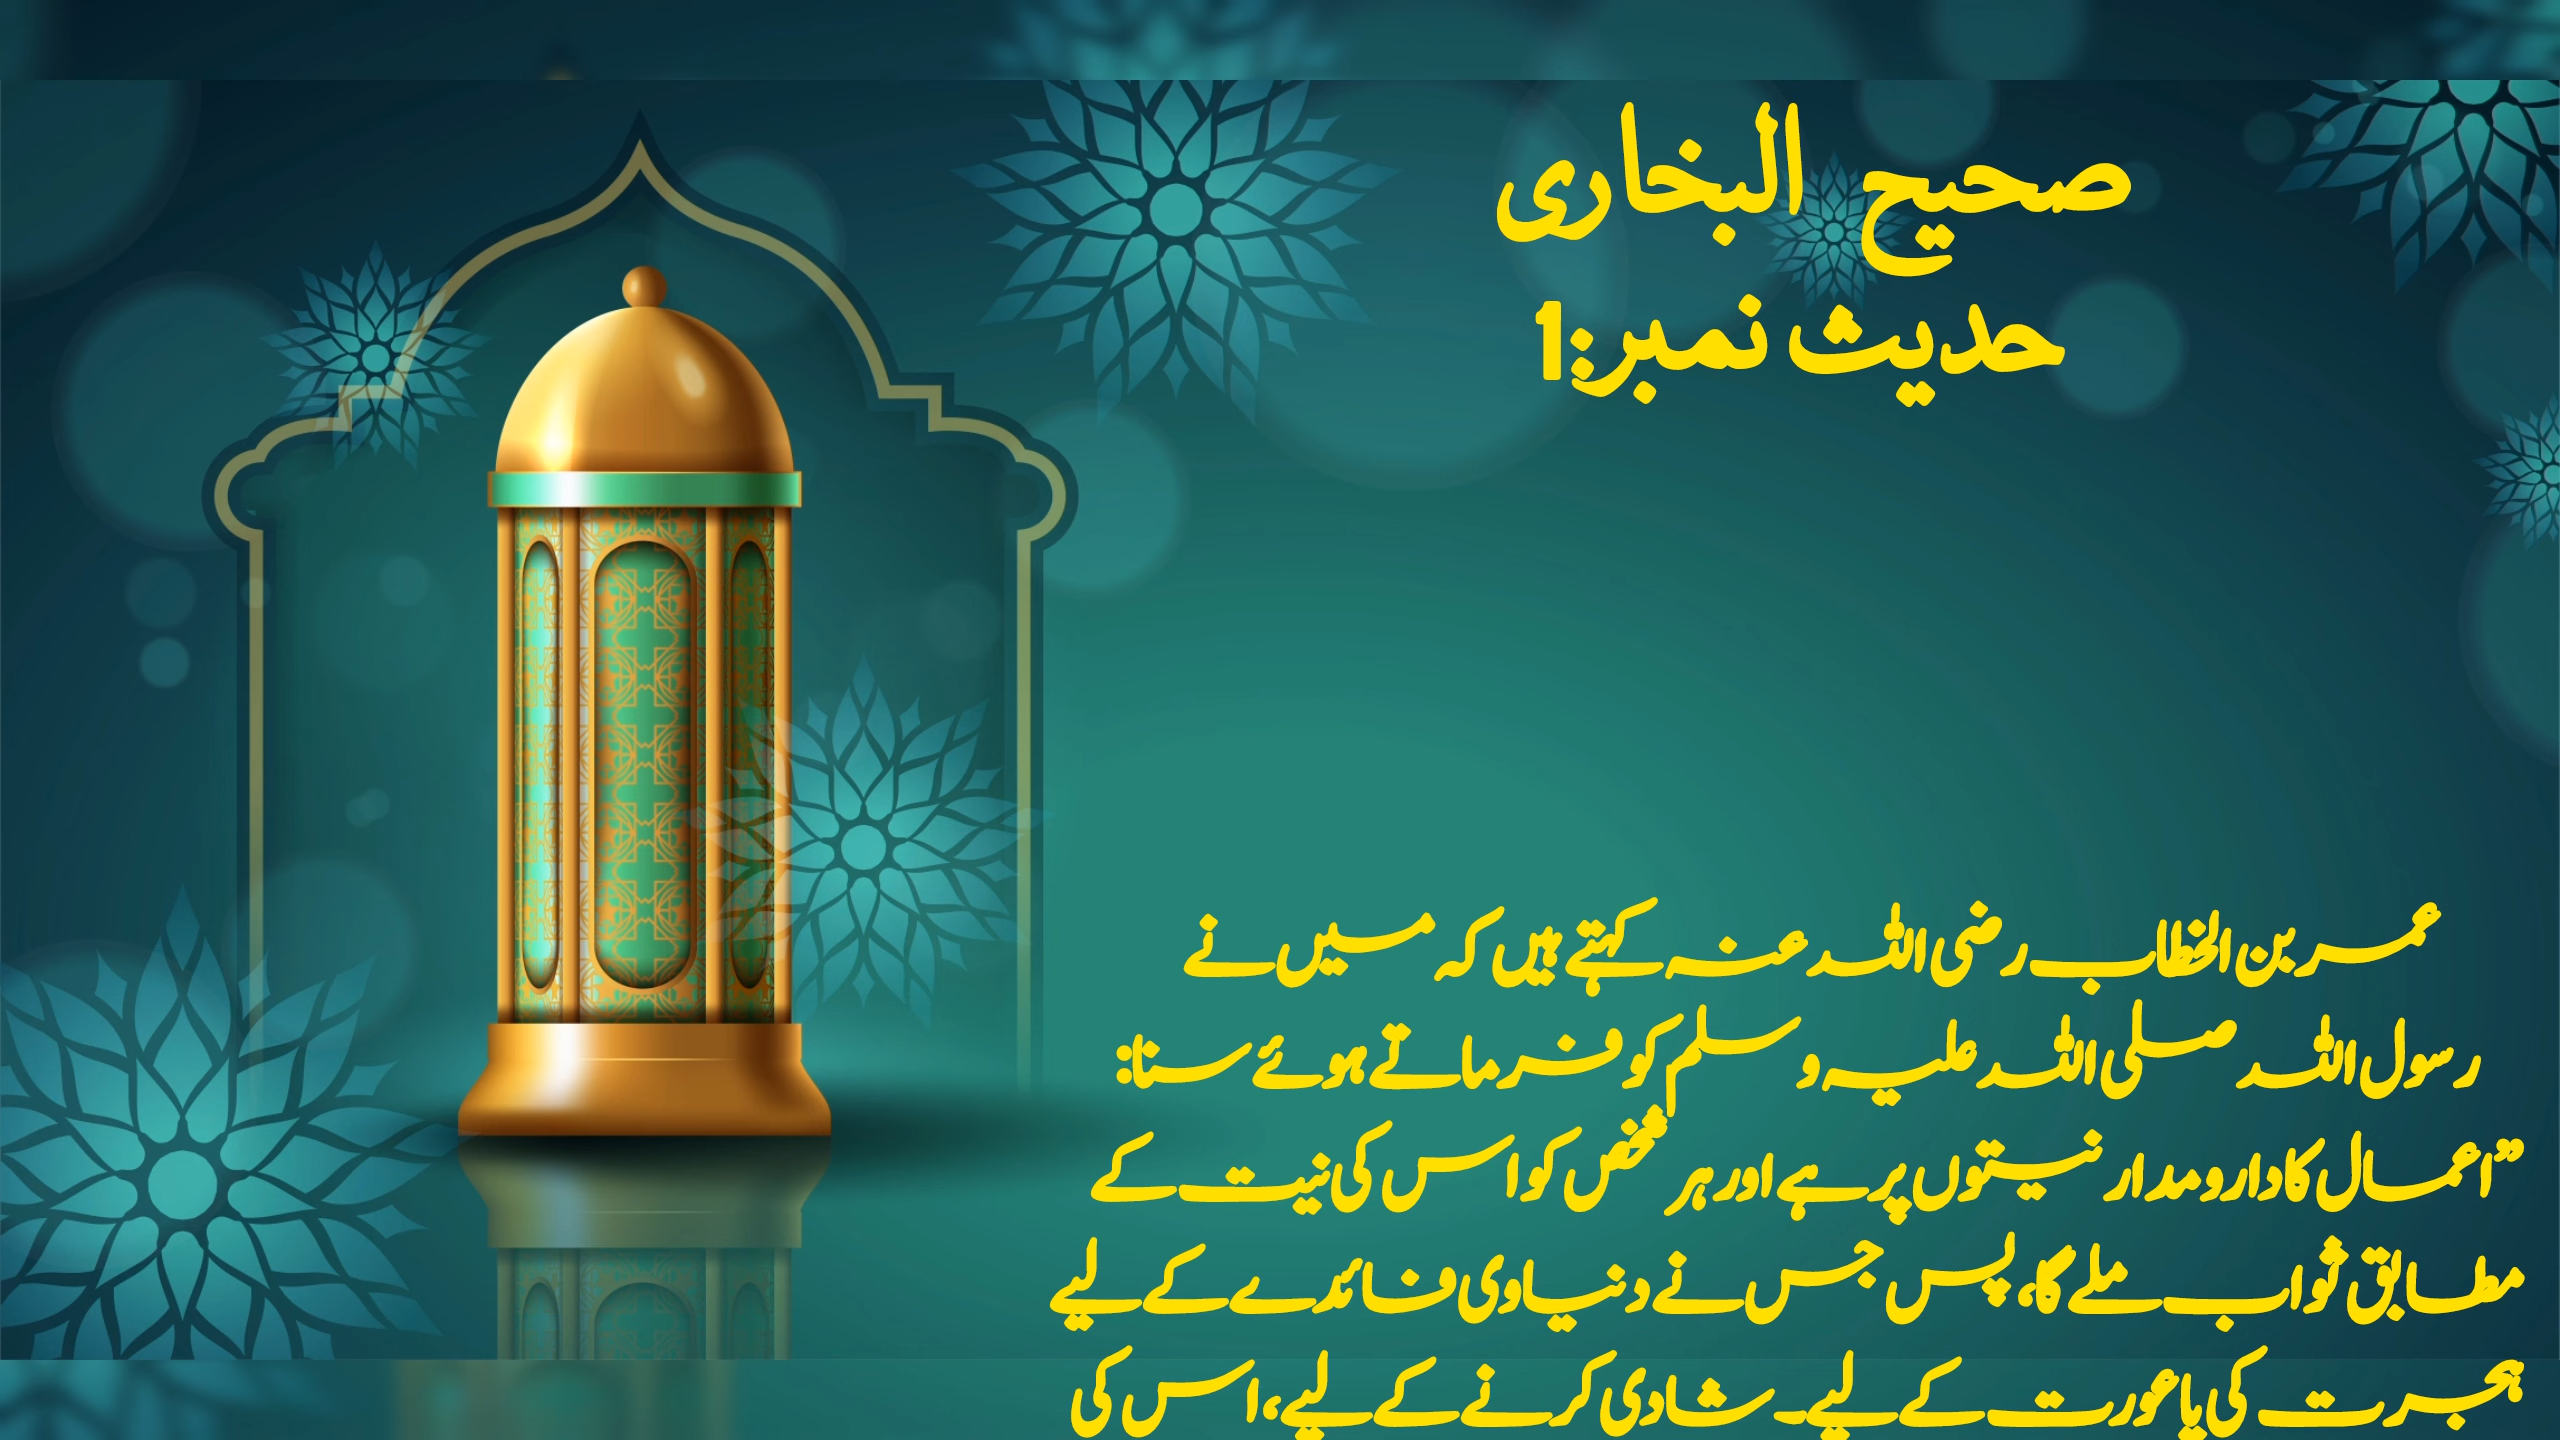 صحیح البخاری
حدیث نمبر:1
عمر بن الخطاب رضی اللہ عنہ کہتے ہیں کہ میں نے
رسول اللہ صلی اللہ علیہ وسلم کو فرماتے ہوئے سنا:
”اعمال کا دارومدار نیتوں پر ہے اور ہر شخص کو اس کی نیت کے
مطابق ثواب ملے گا، پس جس نے دنیاوی فائدے کے لیے
ہجرت کی یا عورت کے لیے۔ شادی کرنے کے لیے، اس کی